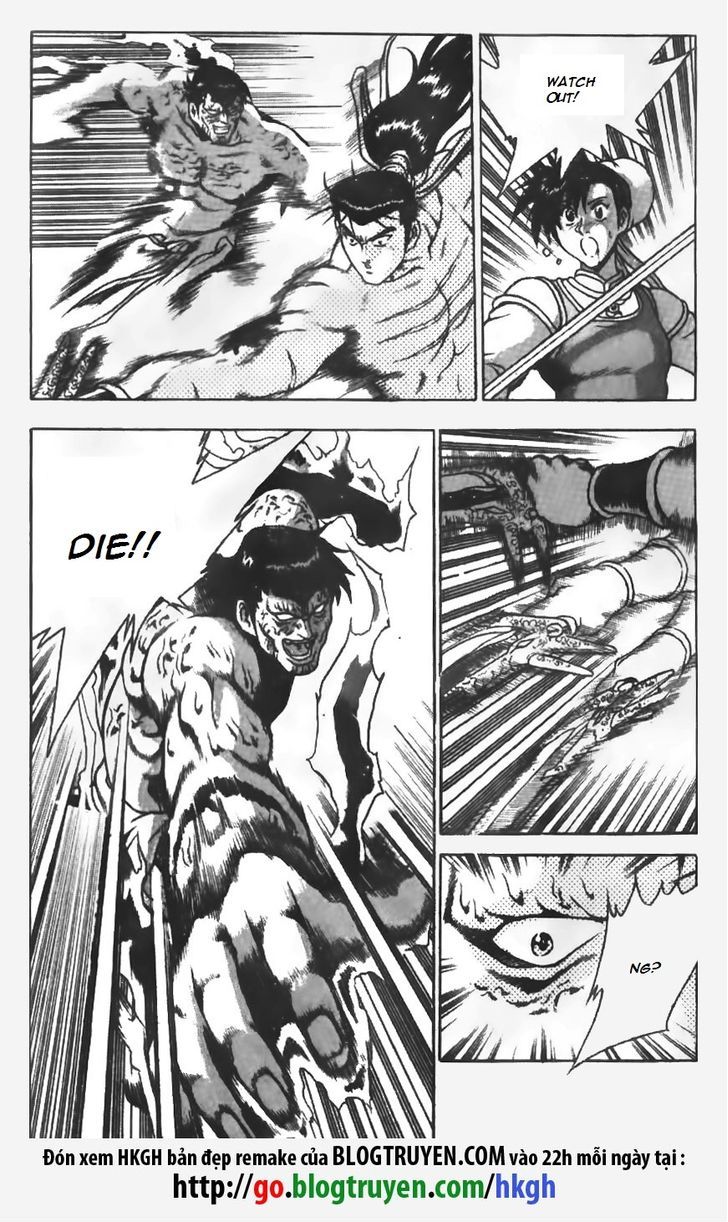 WATCH
OUT!
DIE!!
NG?
Đón xem HKGH bản đẹp remake của BLOGTRUYEN.COM vào 22h mỗi ngày tại :
http://go.blogtruyen.com/hkgh